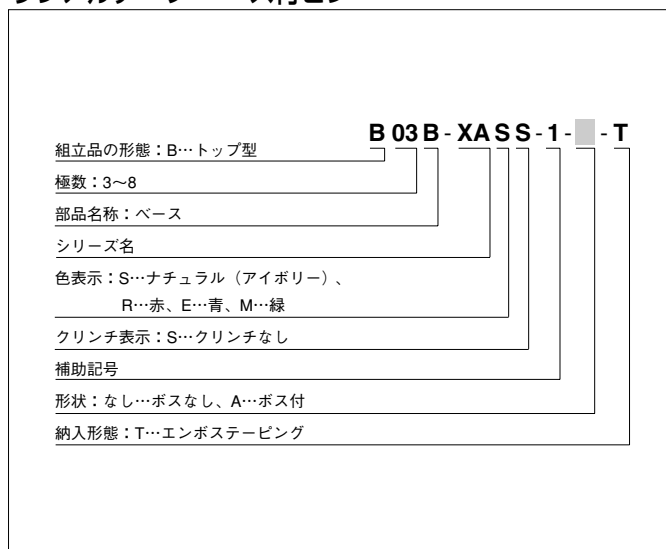 B 03 B - XA S S - 1 - - T
組立品の形態：B…トップ型
極数：3〜8
部品名称：ベース
シリーズ名
色表示：S…ナチュラル（アイボリー）、
R…赤、E…青、M…緑
クリンチ表示：S…クリンチなし
補助記号
形状：なし…ボスなし、A…ボス付
納入形態：T…エンボステーピング